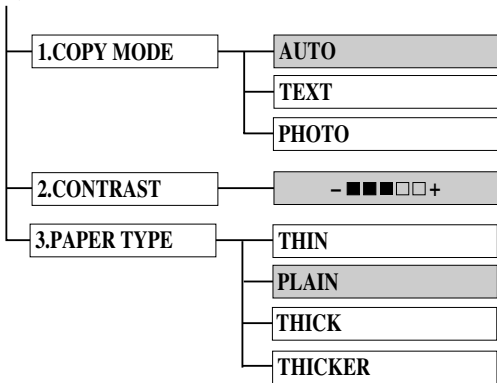 1.COPY MODE
AUTO
TEXT
PHOTO
2.CONTRAST
- ■■■□□+
3.PAPER TYPE
THIN
PLAIN
THICK
THICKER